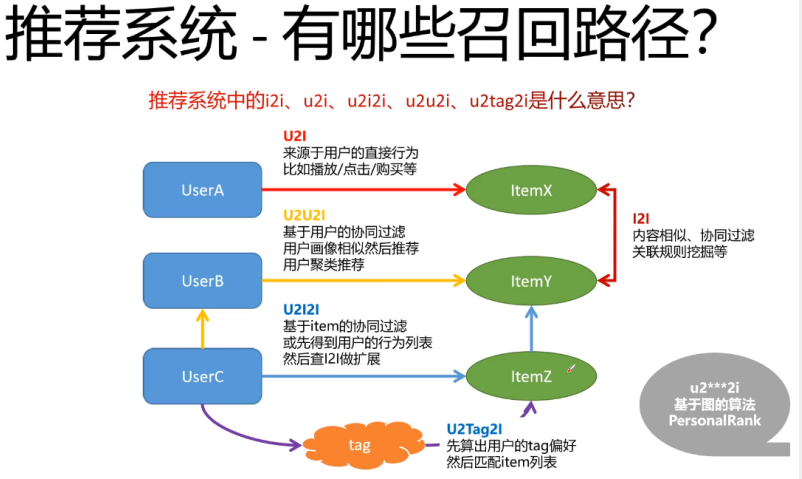 推荐系统 - 有哪些召回路径？
推荐系统中的i2i、u2i、u2i2i、u2u2i、u2tag2i是什么意思？
U2I
来源于用户的直接行为
比如播放/点击/购买等
UserA
ItemX
U2U2I
基于用户的协同过滤
用户画像相似然后推荐
用户聚类推荐
I2I
内容相似、协同过滤
关联规则挖掘等
UserB
ItemY
U2I2I
基于item的协同过滤
或先得到用户的行为列表
然后查I2I做扩展
UserC
ItemZ
u2***2i
基于图的算法
PersonalRank
tag
U2Tag2I
先算出用户的tag偏好
然后匹配item列表